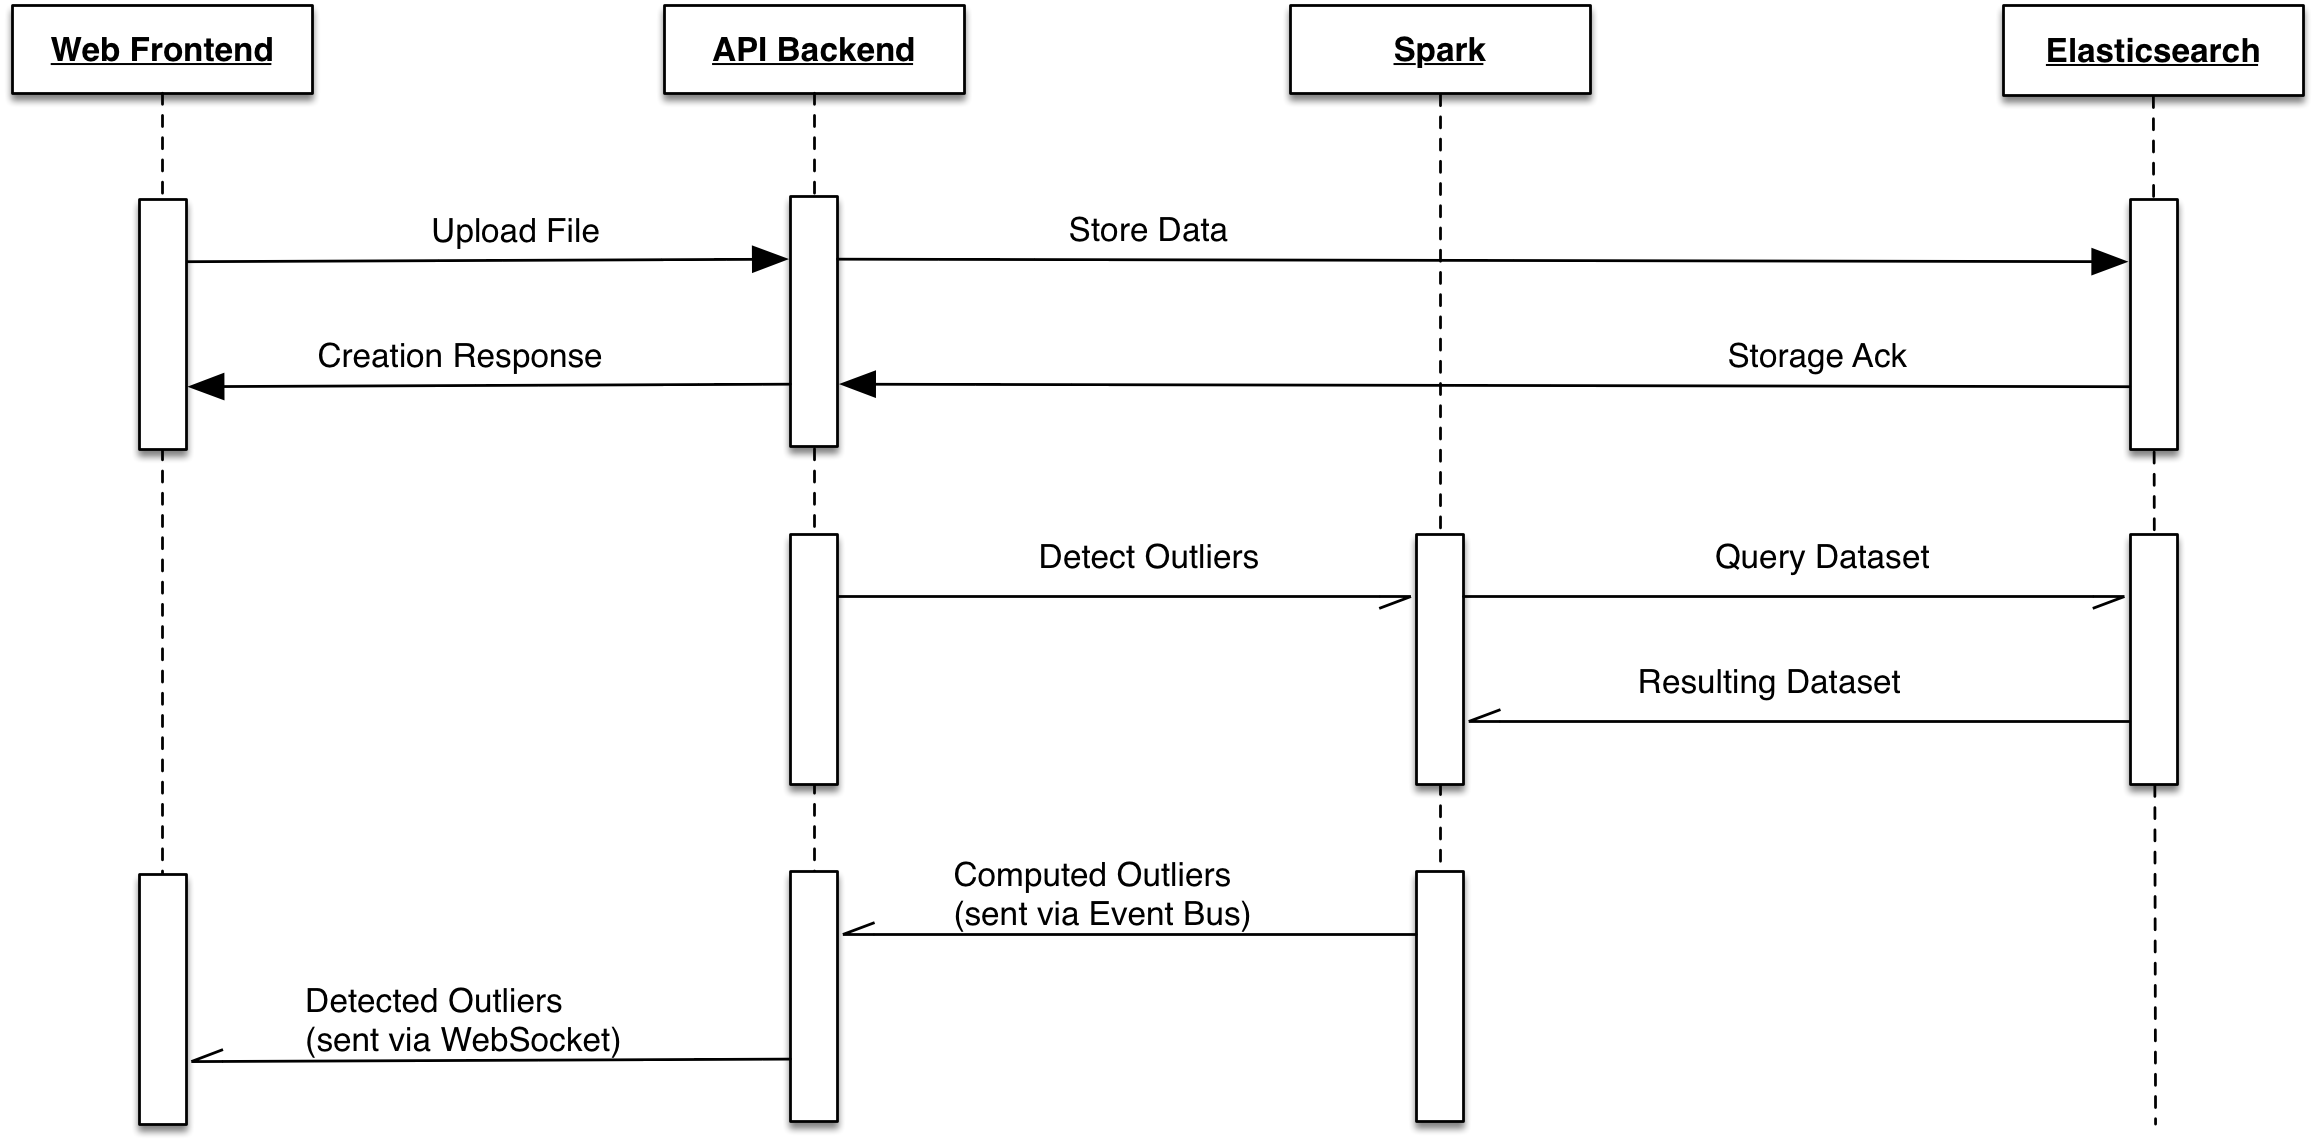 Web Frontend
API Backend
Spark
Elasticsearch
Upload File
Store Data
Creation Response
Storage Ack
Detect Outliers
Query Dataset
Resulting Dataset
Computed Outliers
(sent via Event Bus)
Detected Outliers
(sent via WebSocket)